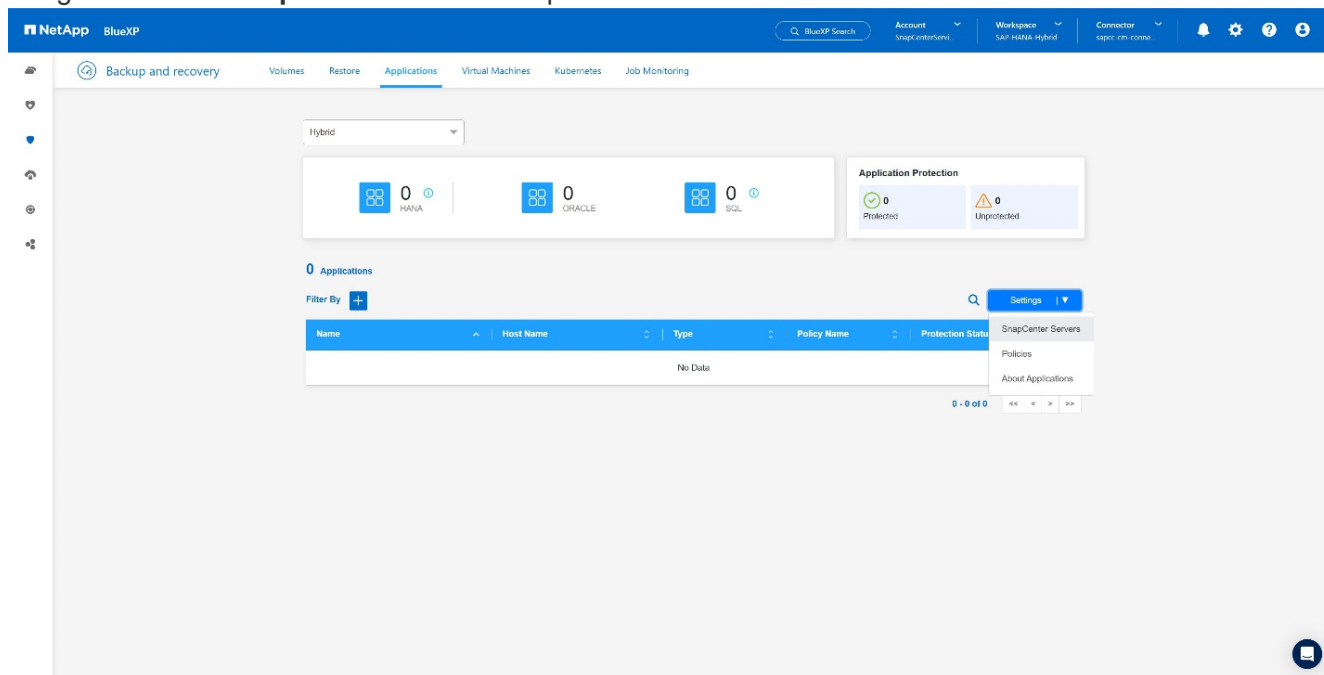 NetApp BlueXP
BlueXP Search
Account
SnapCenterServi...
Workspace
SAP-HANA-Hybrid
Connector
sapcc-cm-conne...
Backup and recovery
Volumes Restore Applications Virtual Machines Kubernetes Job Monitoring
Hybrid
0
HANA
0
ORACLE
0
SQL
Application Protection
0
Protected
0
Unprotected
0 Applications
Filter By
Settings
SnapCenter Servers
Policies
About Applications
Name Host Name Type Policy Name Protection Statu
No Data
0 - 0 of 0 << < > >>